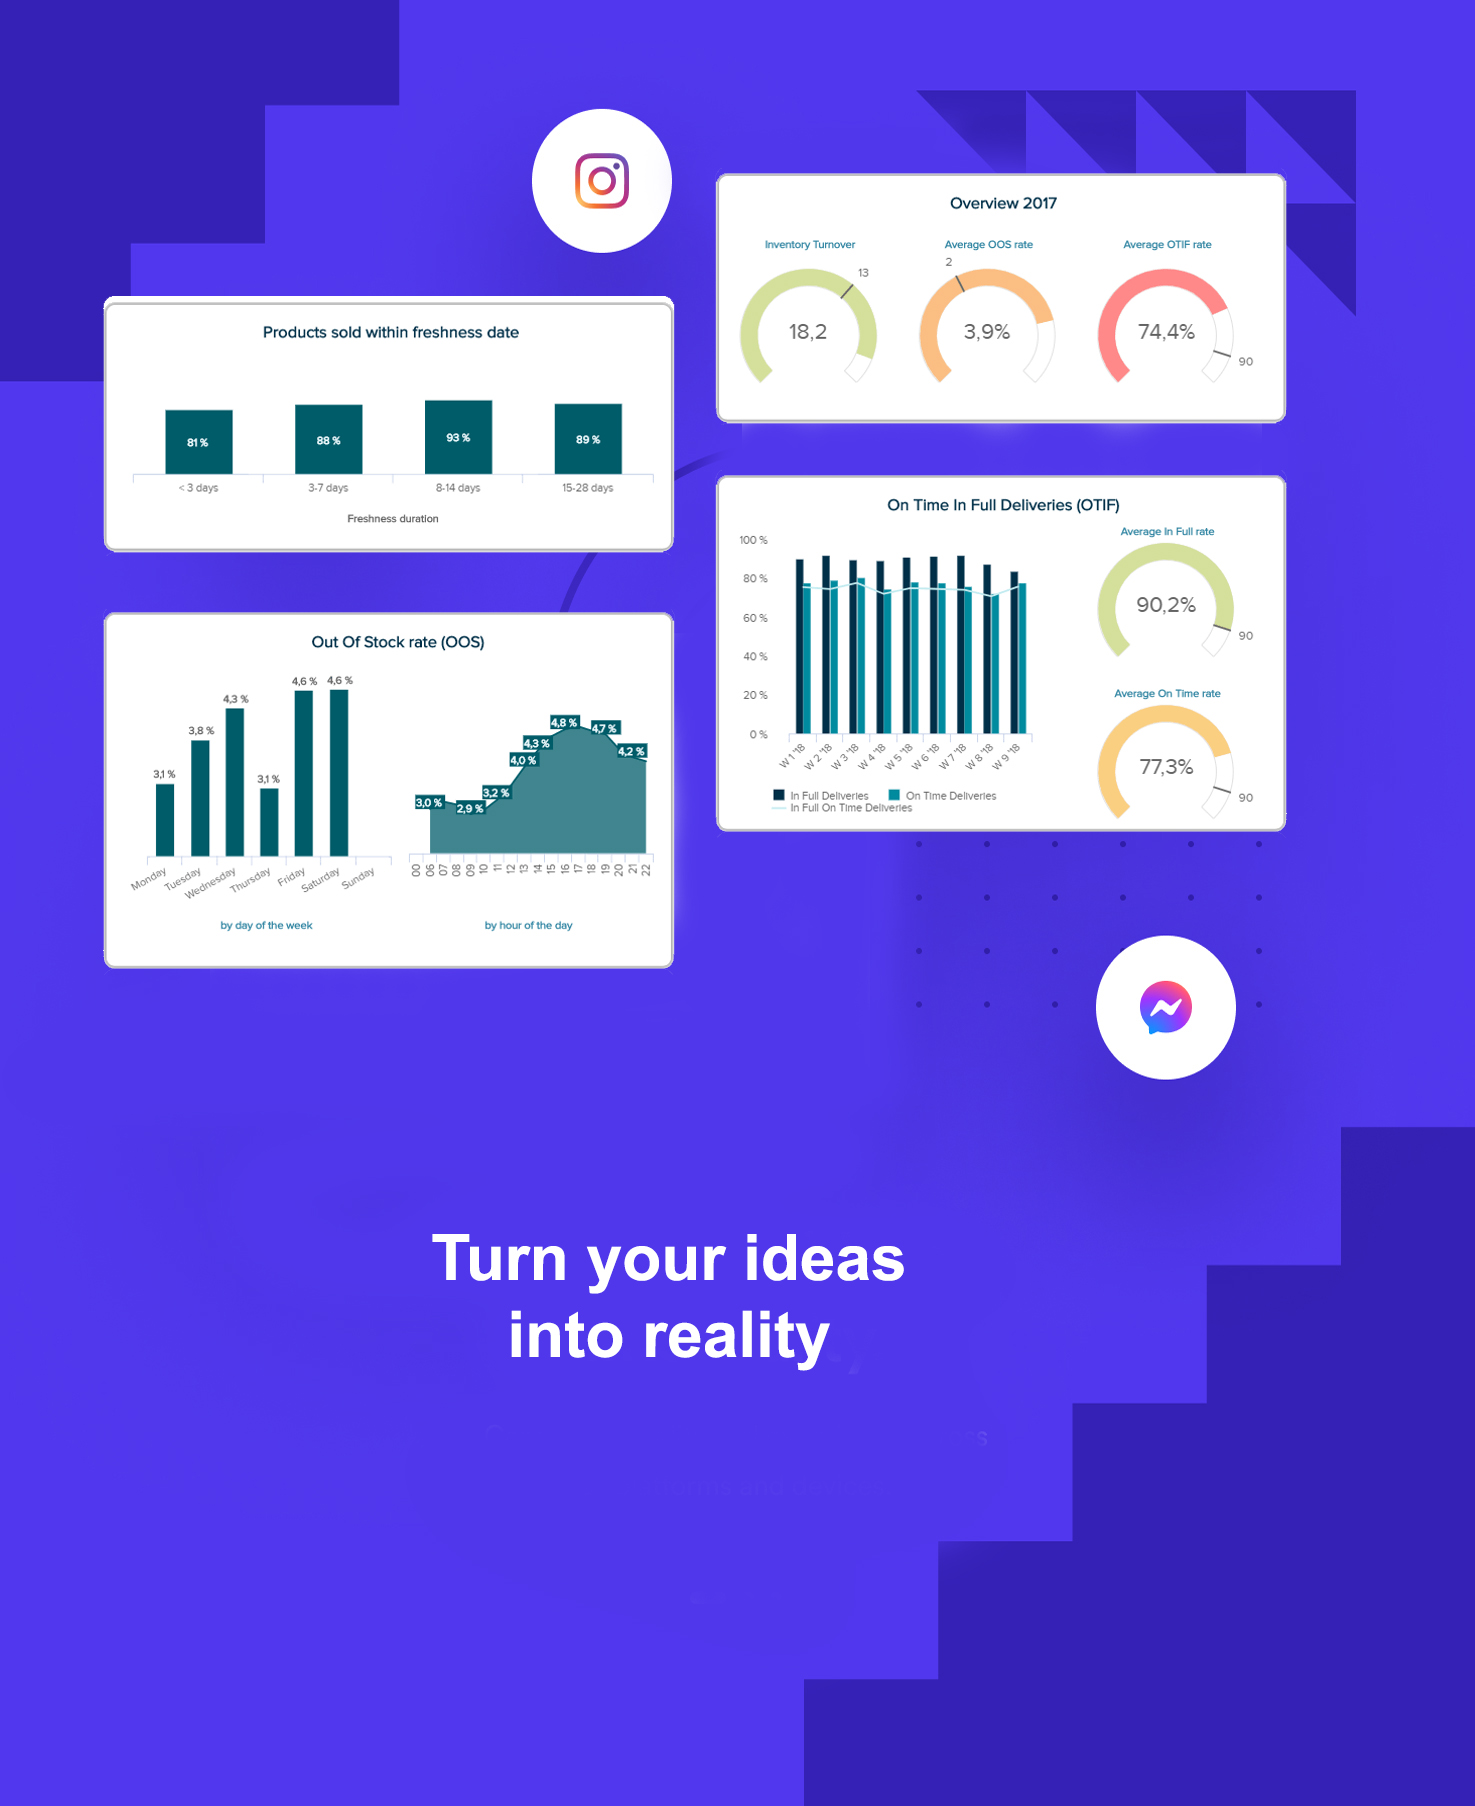 Overview 2017
Inventory Turnover
Average OOS rate
Average OTIF rate
13
2
18,2
3,9%
74,4%
90
Products sold within freshness date
81 %
88 %
93 %
89 %
< 3 days
3-7 days
8-14 days
15-28 days
Freshness duration
On Time In Full Deliveries (OTIF)
100 %
80 %
60 %
40 %
20 %
0 %
W 1 '18
W 2 '18
W 3 '18
W 4 '18
W 5 '18
W 6 '18
W 7 '18
W 8 '18
W 9 '18
In Full Deliveries
On Time Deliveries
In Full On Time Deliveries
Average In Full rate
90,2%
90
Average On Time rate
77,3%
90
Out Of Stock rate (OOS)
3,1 %
3,8 %
4,3 %
3,1 %
4,6 %
4,6 %
Monday
Tuesday
Wednesday
Thursday
Friday
Saturday
Sunday
by day of the week
3,0 %
2,9 %
3,2 %
4,0 %
4,3 %
4,8 %
4,7 %
4,2 %
00
06
07
08
09
10
11
12
13
14
15
16
17
18
19
20
21
22
by hour of the day
Turn your ideas
into reality